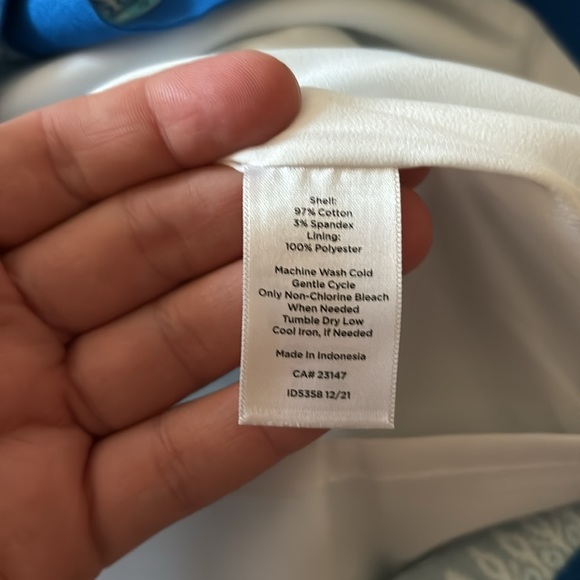 Shell:
97% Cotton
3% Spandex
Lining:
100% Polyester
Machine Wash Cold
Gentle Cycle
Only Non-Chlorine Bleach
When Needed
Tumble Dry Low
Cool Iron, If Needed
Made In Indonesia
CA# 23147
ID5358 12/21